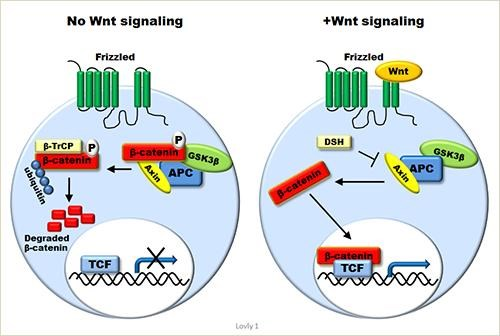 No Wnt signaling
Frizzled
β-TrCP
P
β-catenin
ubiquitin
P
β-catenin
GSK3β
Axin
APC
Degraded
β-catenin
TCF
+Wnt signaling
Frizzled
Wnt
DSH
GSK3β
Axin
APC
β-catenin
β-catenin
TCF
Lovly 1